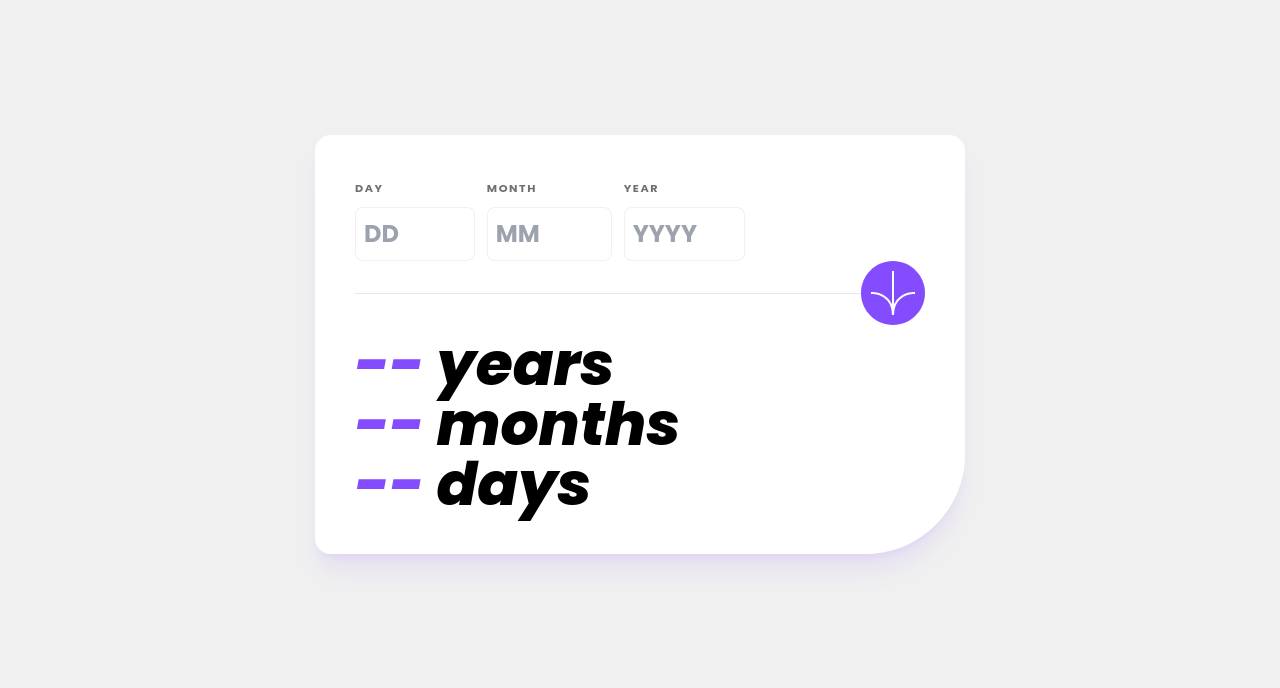 DAY MONTH YEAR
DD MM YYYY
-- years
-- months
-- days